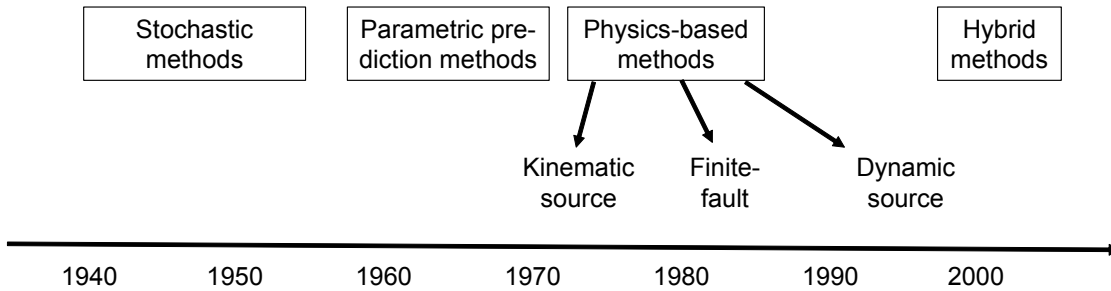 Stochastic
methods
Parametric pre-
diction methods
Physics-based
methods
Hybrid
methods
Kinematic
source
Finite-
fault
Dynamic
source
1940 1950 1960 1970 1980 1990 2000